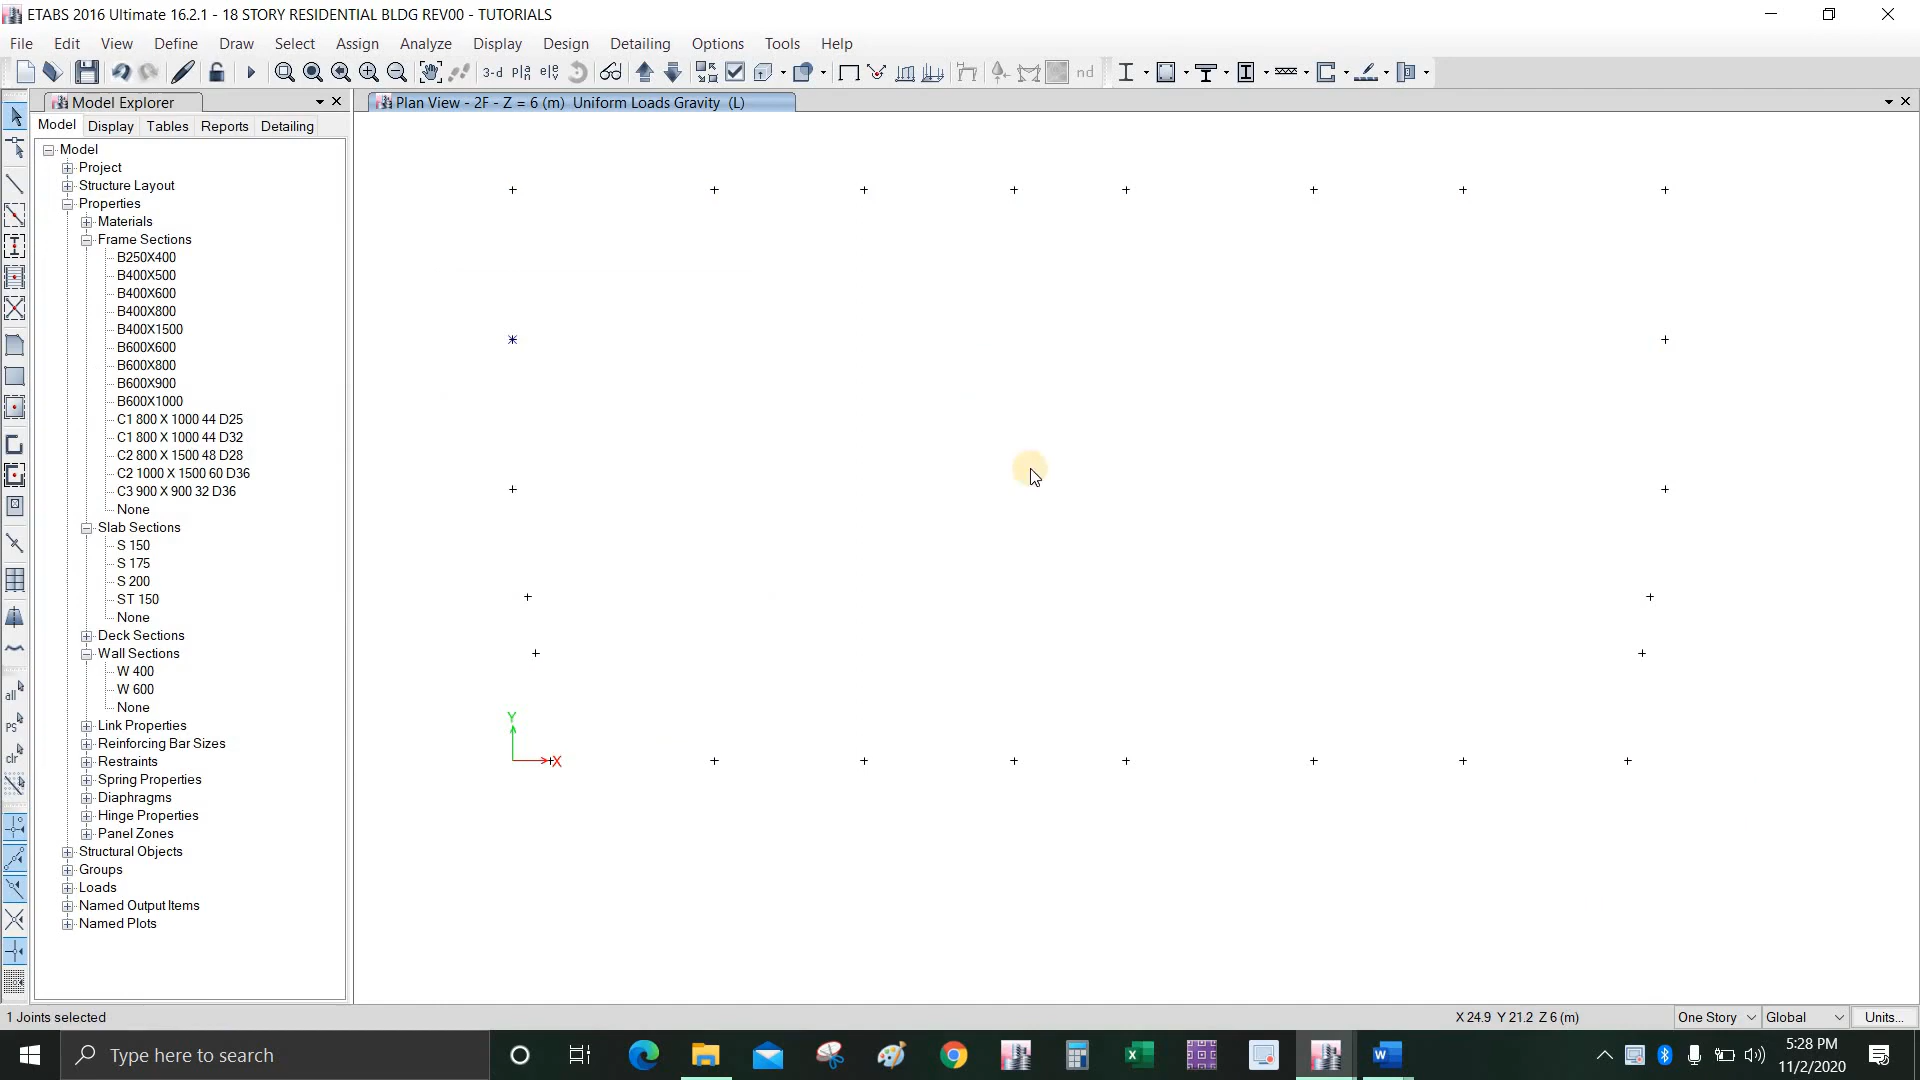 ETABS 2016 Ultimate 16.2.1 - 18 STORY RESIDENTIAL BLDG REV00 - TUTORIALS
File Edit View Define Draw Select Assign Analyze Display Design Detailing Options Tools Help
3-d Plan elev nd
Model Explorer
Plan View - 2F - Z = 6 (m) Uniform Loads Gravity (L)
Model Display Tables Reports Detailing
Model
Project
Structure Layout
Properties
Materials
Frame Sections
B250X400
B400X500
B400X600
B400X800
B400X1500
B600X600
B600X800
B600X900
B600X1000
C1 800 X 1000 44 D25
C1 800 X 1000 44 D32
C2 800 X 1500 48 D28
C2 1000 X 1500 60 D36
C3 900 X 900 32 D36
None
Slab Sections
S 150
S 175
S 200
ST 150
None
Deck Sections
Wall Sections
W 400
W 600
None
Link Properties
Reinforcing Bar Sizes
Restraints
Spring Properties
Diaphragms
Hinge Properties
Panel Zones
Structural Objects
Groups
Loads
Named Output Items
Named Plots
all
ps
clr
Y
X
1 Joints selected
X 24.9 Y 21.2 Z 6 (m)
One Story
Global
Units...
Type here to search
5:28 PM
11/2/2020